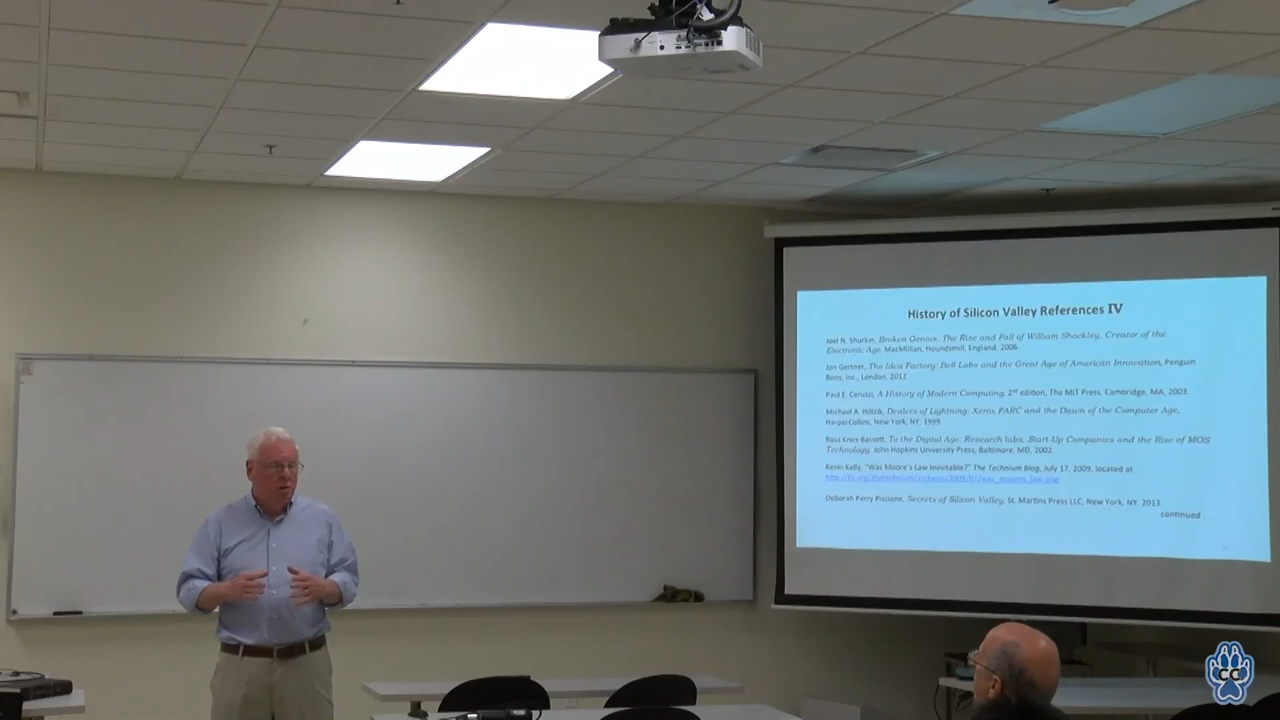 History of Silicon Valley References IV
Joel N. Shurkin, Broken Genius: The Rise and Fall of William Shockley, Creator of the
Electronic Age, MacMillan, Houndsmill, England, 2006
Jon Gertner, The Idea Factory: Bell Labs and the Great Age of American Innovation, Penguin
Boos, Inc., London, 2012.
Paul E. Ceruzzi, A History of Modern Computing, 2nd edition, The MIT Press, Cambridge, MA, 2003
Michael A. Hiltzik, Dealers of Lightning: Xerox PARC and the Dawn of the Computer Age,
HarperCollins, New York, NY, 1999.
Ross Knox Bassett, To the Digital Age: Research labs, Start-Up Companies and the Rise of MOS
Technology, John Hopkins University Press, Baltimore, MD, 2002.
Kevin Kelly, "Was Moore's Law Inevitable?" The Technium Blog, July 17, 2009, located at
Deborah Perry Piscione, Secrets of Silicon Valley, St. Martins Press LLC, New York, NY, 2013.
continued ...
CC